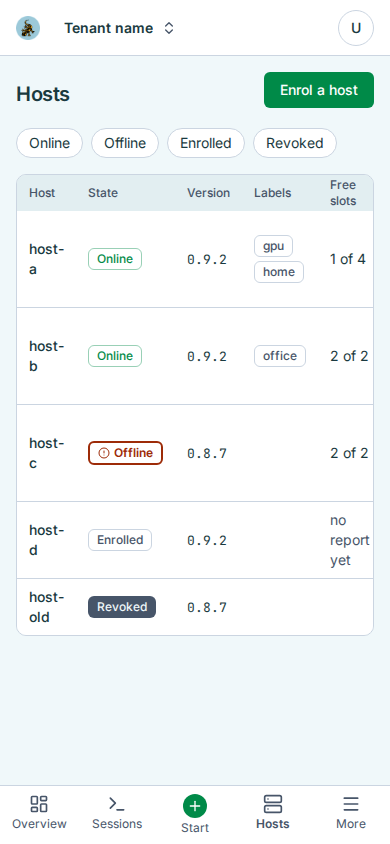 Tenant name
U
Hosts
Enrol a host
Online
Offline
Enrolled
Revoked
Host
State
Version
Labels
Free
slots
host-
a
Online
0.9.2
gpu
home
1 of 4
host-
b
Online
0.9.2
office
2 of 2
host-
c
Offline
0.8.7
2 of 2
host-
d
Enrolled
0.9.2
no
report
yet
host-
old
Revoked
0.8.7
Overview
Sessions
Start
Hosts
More